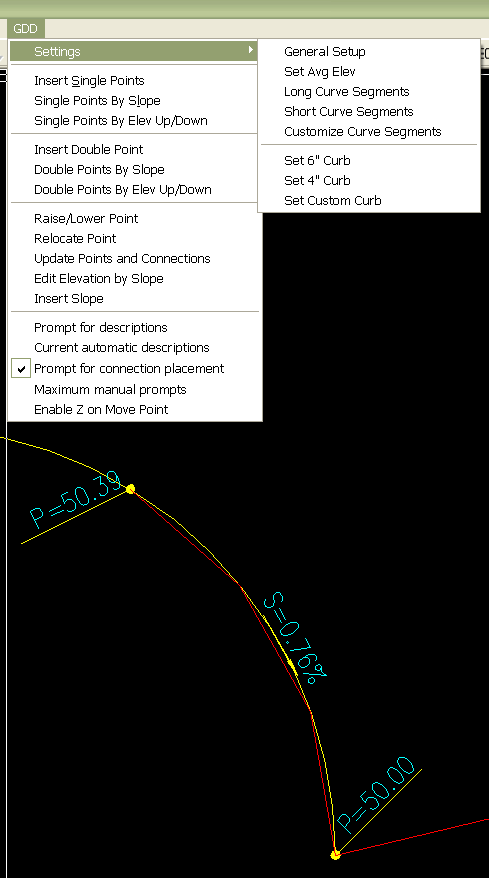 GDD
Settings
Insert Single Points
Single Points By Slope
Single Points By Elev Up/Down
Insert Double Point
Double Points By Slope
Double Points By Elev Up/Down
Raise/Lower Point
Relocate Point
Update Points and Connections
Edit Elevation by Slope
Insert Slope
Prompt for descriptions
Current automatic descriptions
Prompt for connection placement
Maximum manual prompts
Enable Z on Move Point
General Setup
Set Avg Elev
Long Curve Segments
Short Curve Segments
Customize Curve Segments
Set 6" Curb
Set 4" Curb
Set Custom Curb
P=50.39
S=0.76%
P=50.00